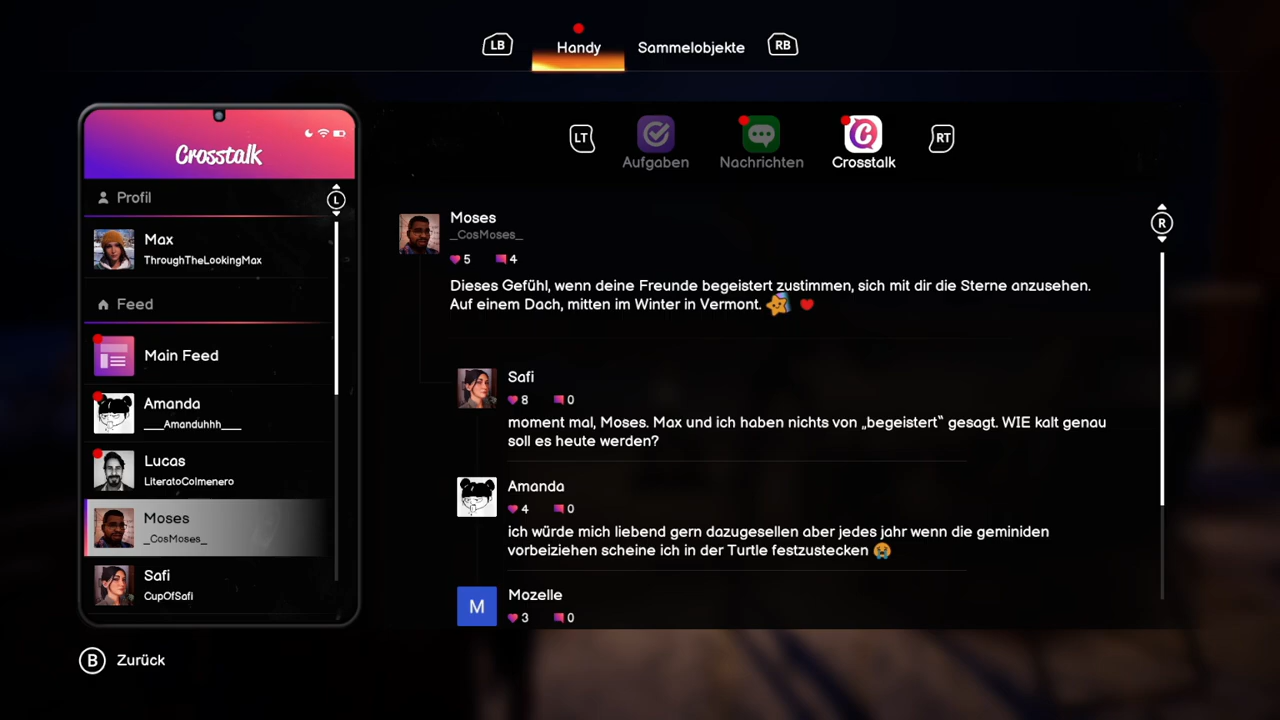 LB
Handy
Sammelobjekte
RB
Crosstalk
Profil
L
Max
ThroughTheLookingMax
Feed
Main Feed
Amanda
___Amanduhhh___
Lucas
LiteratoColmenero
Moses
_CosMoses_
Safi
CupOfSafi
B Zurück
LT
Aufgaben
Nachrichten
C
Crosstalk
RT
R
Moses
_CosMoses_
5 4
Dieses Gefühl, wenn deine Freunde begeistert zustimmen, sich mit dir die Sterne anzusehen.
Auf einem Dach, mitten im Winter in Vermont.
Safi
8 0
moment mal, Moses. Max und ich haben nichts von „begeistert“ gesagt. WIE kalt genau
soll es heute werden?
Amanda
4 0
ich würde mich liebend gern dazugesellen aber jedes jahr wenn die geminiden
vorbeiziehen scheine ich in der Turtle festzustecken
M
Mozelle
3 0